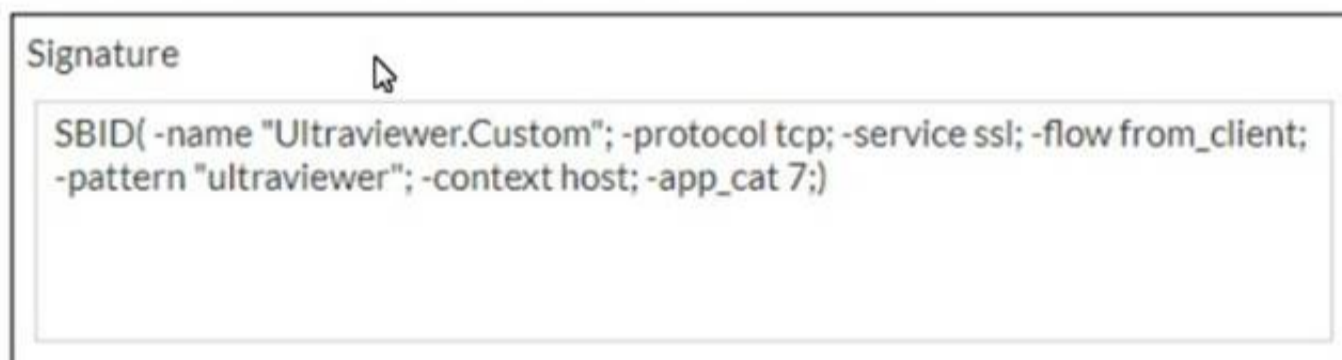 Signature
SBID( -name "Ultraviewer.Custom"; -protocol tcp; -service ssl; -flow from_client;
-pattern "ultraviewer"; -context host; -app_cat 7;)